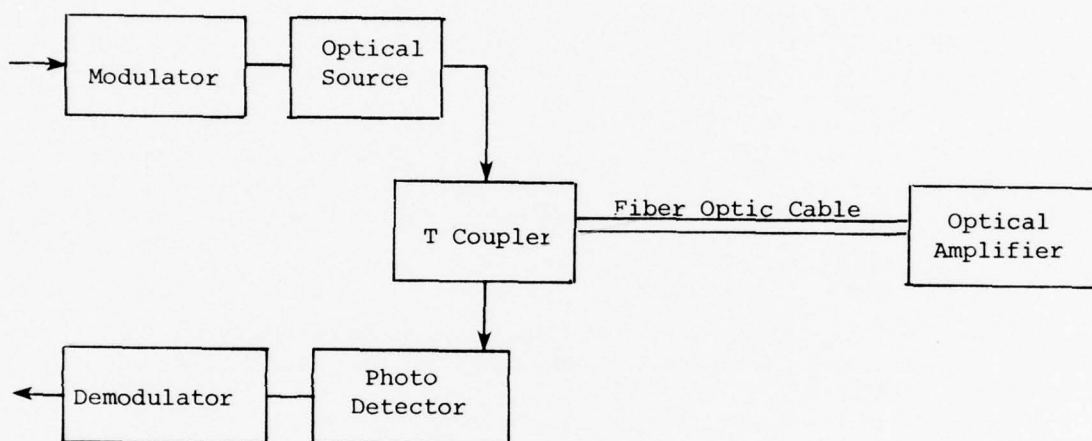 Modulator
Optical
Source
T Coupler
Fiber Optic Cable
Optical
Amplifier
Demodulator
Photo
Detector